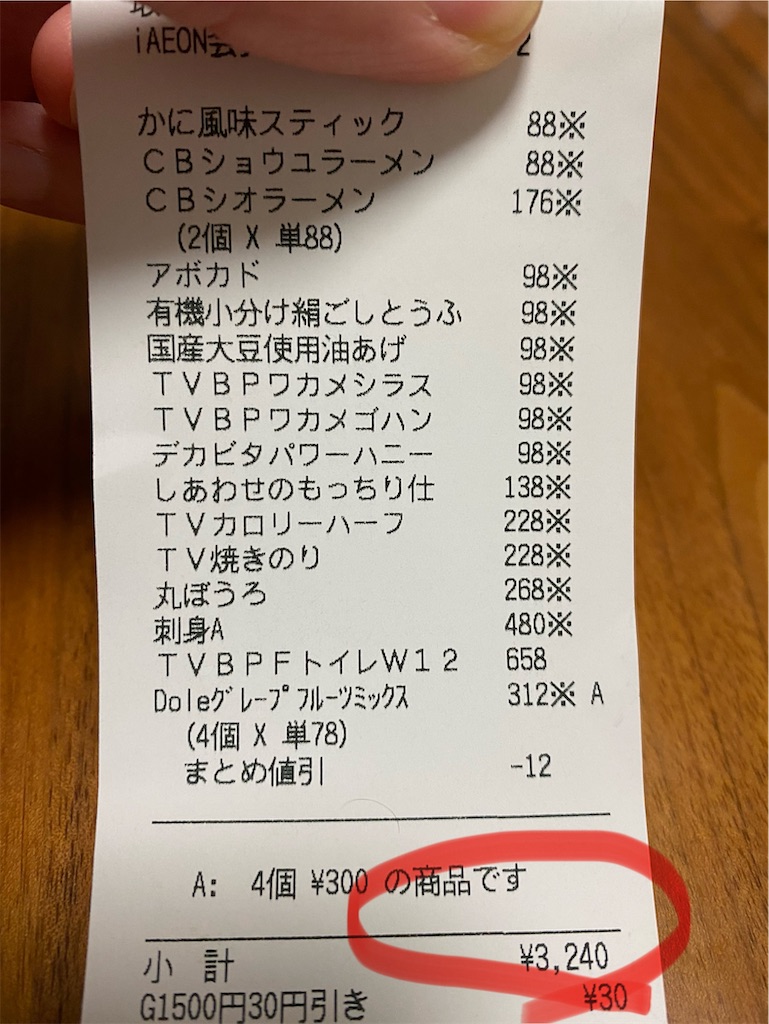 iAEON会
2
かに風味スティック 88※
CBショウユラーメン 88※
CBシオラーメン 176※
(2個 X 単88)
アボカド 98※
有機小分け絹ごしとうふ 98※
国産大豆使用油あげ 98※
TVBPワカメシラス 98※
TVBPワカメゴハン 98※
デカビタパワーハニー 98※
しあわせのもっちり仕 138※
TVカロリーハーフ 228※
TV焼きのり 228※
丸ぼうろ 268※
刺身A 480※
TVBPFトイレW12 658
Doleグレープフルーツミックス 312※ A
(4個 X 単78)
まとめ値引 -12
A: 4個 ¥300 の商品です
小 計 ¥3,240
G1500円30円引き ¥30